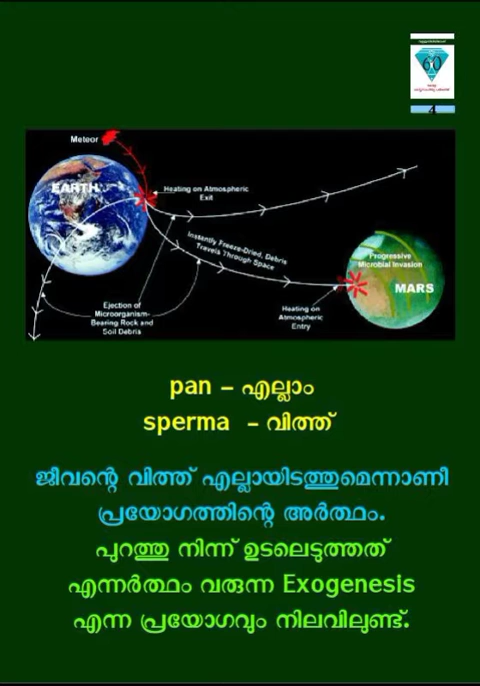 60
4
Meteor
EARTH
Heating on Atmospheric
Exit
Instantly Freeze-Dried, Debris
Travels Through Space
Progressive
Microbial Invasion
MARS
Ejection of
Microorganism-
Bearing Rock and
Soil Debris
Heating on
Atmospheric
Entry
pan – എല്ലാം
sperma – വിത്ത്
ജീവന്റെ വിത്ത് എല്ലായിടത്തുമെന്നാണീ
പ്രയോഗത്തിന്റെ അർത്ഥം.
പുറത്തു നിന്ന് ഉടലെടുത്തത്
എന്നർത്ഥം വരുന്ന Exogenesis
എന്ന പ്രയോഗവും നിലവിലുണ്ട്.